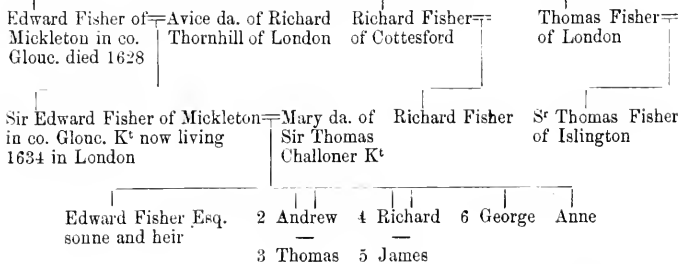 Edward Fisher of Mickleton in co. Glouc. died 1628
Avice da. of Richard Thornhill of London
Richard Fisher of Cottesford
Thomas Fisher of London
Sir Edward Fisher of Mickleton in co. Glouc. Kt now living 1634 in London
Mary da. of Sir Thomas Challoner Kt
Richard Fisher
Sr Thomas Fisher of Islington
Edward Fisher Esq. sonne and heir
2 Andrew
3 Thomas
4 Richard
5 James
6 George
Anne